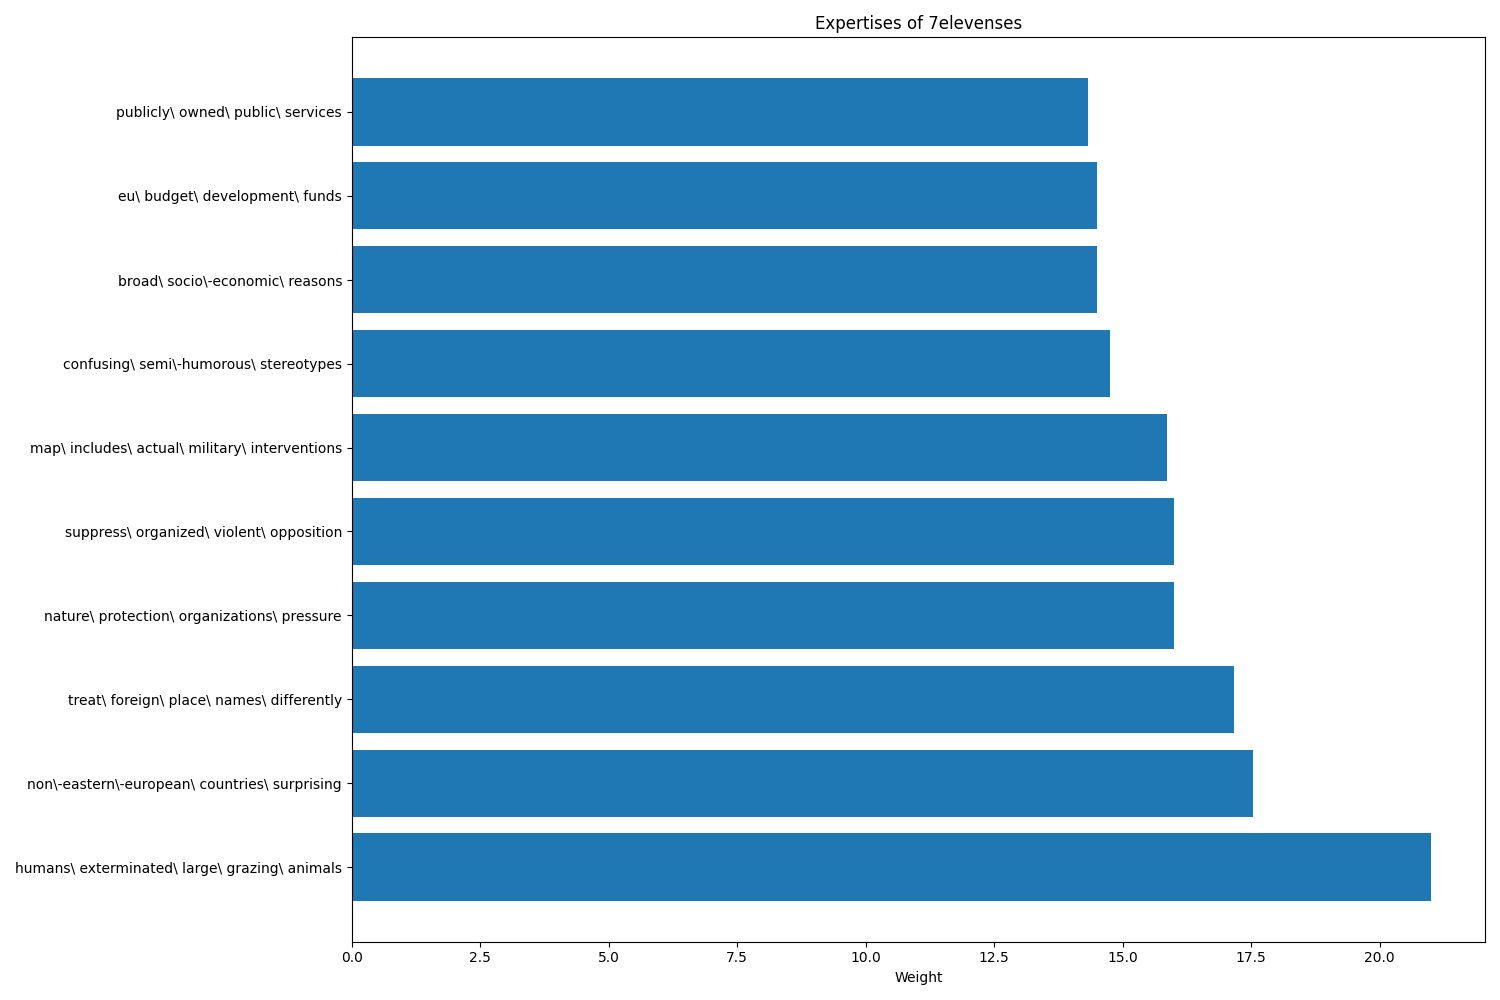 Expertises of 7elevenses
publicly\ owned\ public\ services
eu\ budget\ development\ funds
broad\ socio\-economic\ reasons
confusing\ semi\-humorous\ stereotypes
map\ includes\ actual\ military\ interventions
suppress\ organized\ violent\ opposition
nature\ protection\ organizations\ pressure
treat\ foreign\ place\ names\ differently
non\-eastern\-european\ countries\ surprising
humans\ exterminated\ large\ grazing\ animals
0.0 2.5 5.0 7.5 10.0 12.5 15.0 17.5 20.0
Weight